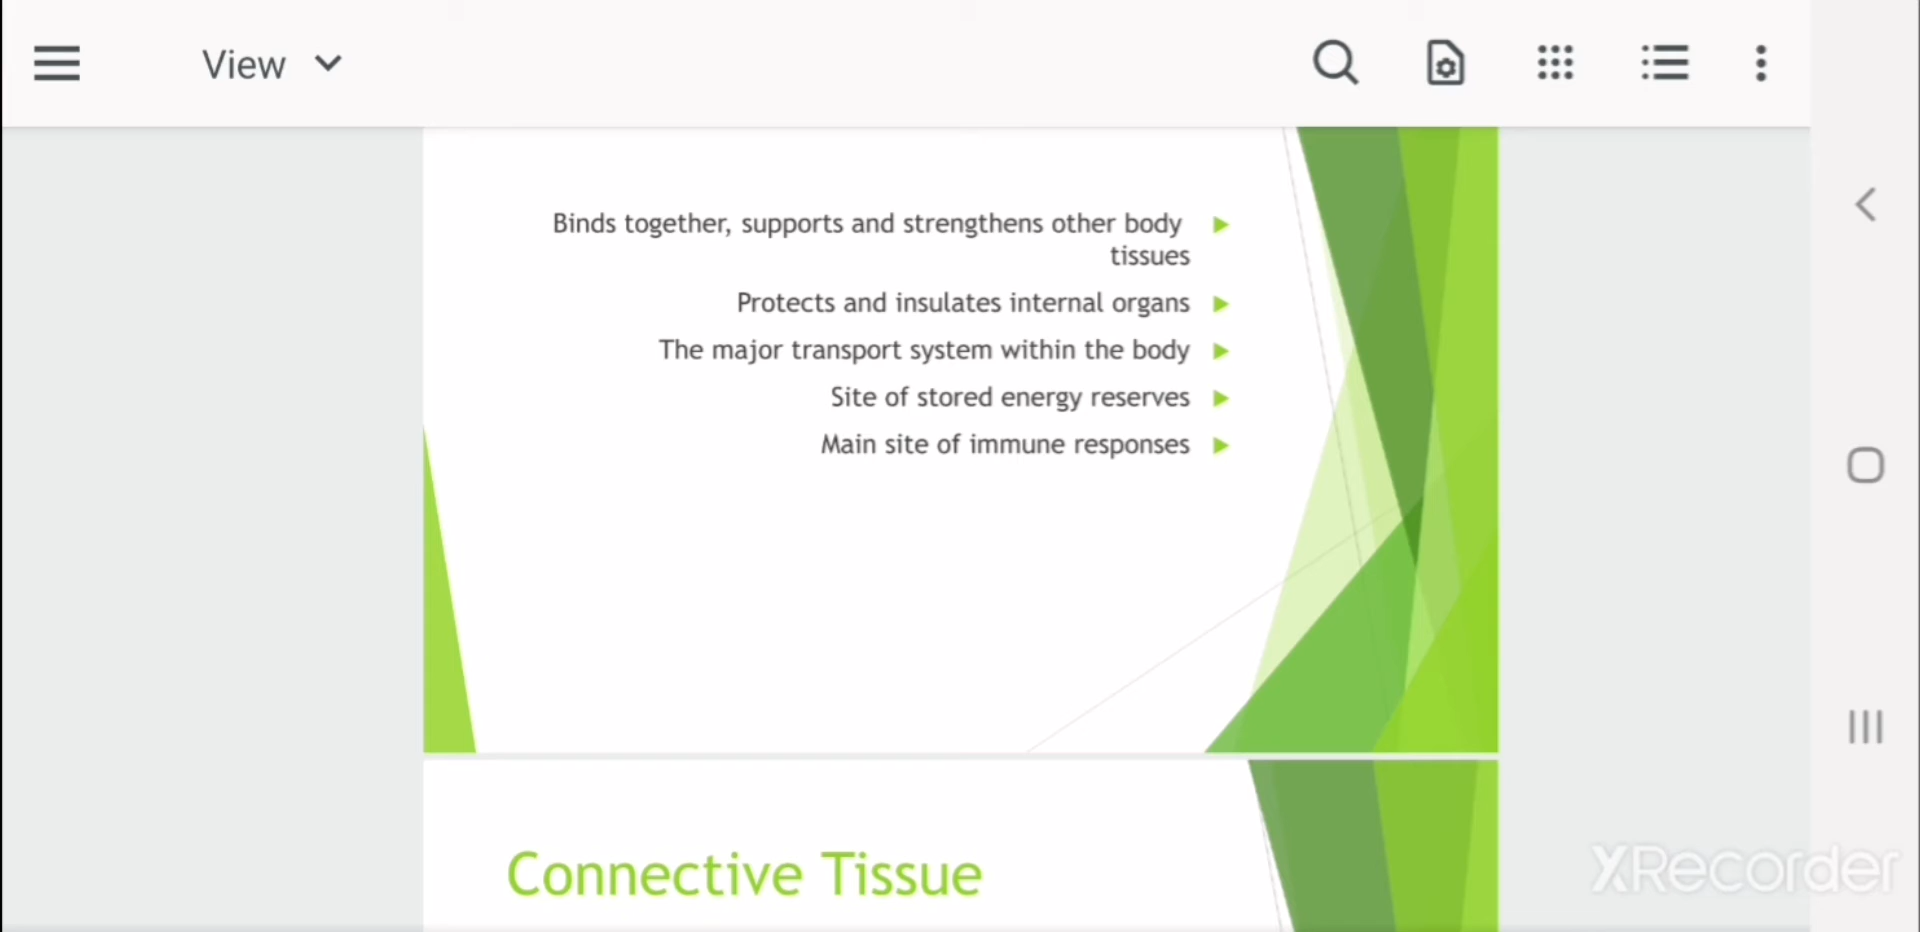 View
Binds together, supports and strengthens other body
tissues
Protects and insulates internal organs
The major transport system within the body
Site of stored energy reserves
Main site of immune responses
Connective Tissue
XRecorder